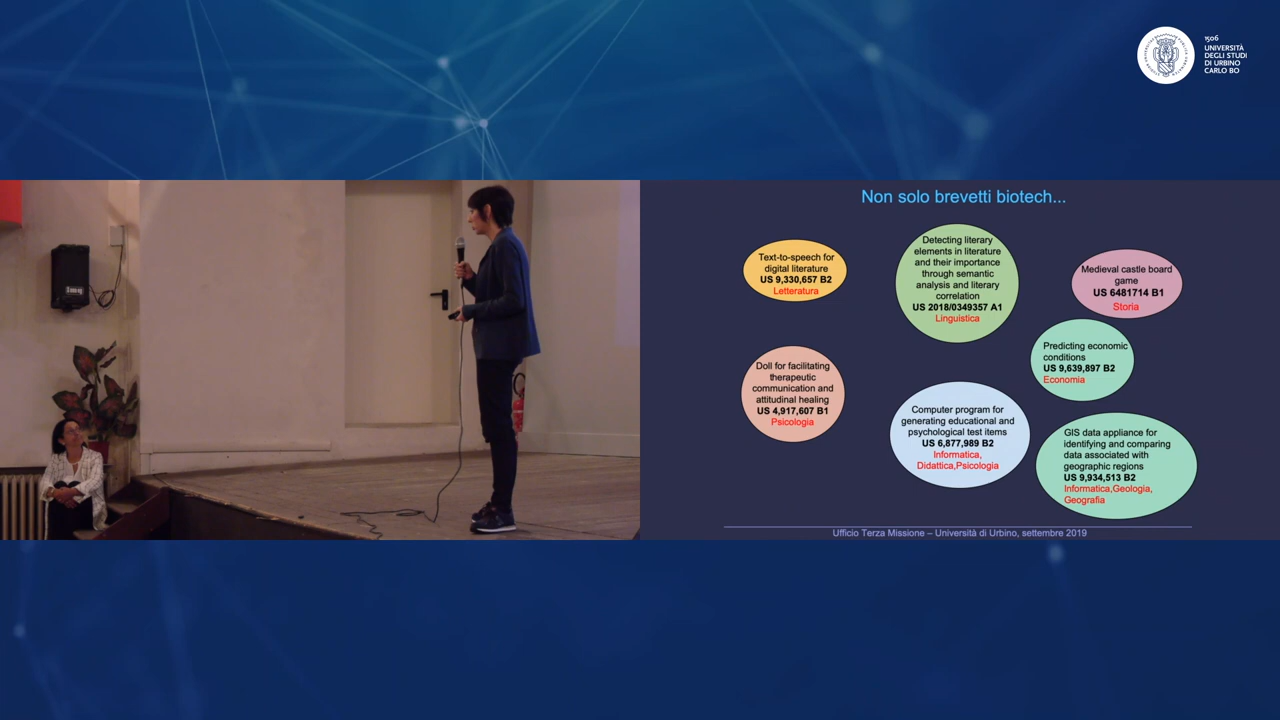 1506
UNIVERSITÀ
DEGLI STUDI
DI URBINO
CARLO BO
Non solo brevetti biotech...
Text-to-speech for
digital literature
US 9,330,657 B2
Letteratura
Detecting literary
elements in literature
and their importance
through semantic
analysis and literary
correlation
US 2018/0349357 A1
Linguistica
Medieval castle board
game
US 6481714 B1
Storia
Predicting economic
conditions
US 9,639,897 B2
Economia
Doll for facilitating
therapeutic
communication and
attitudinal healing
US 4,917,607 B1
Psicologia
Computer program for
generating educational and
psychological test items
US 6,877,989 B2
Informatica,
Didattica,Psicologia
GIS data appliance for
identifying and comparing
data associated with
geographic regions
US 9,934,513 B2
Informatica,Geologia,
Geografia
Ufficio Terza Missione – Università di Urbino, settembre 2019